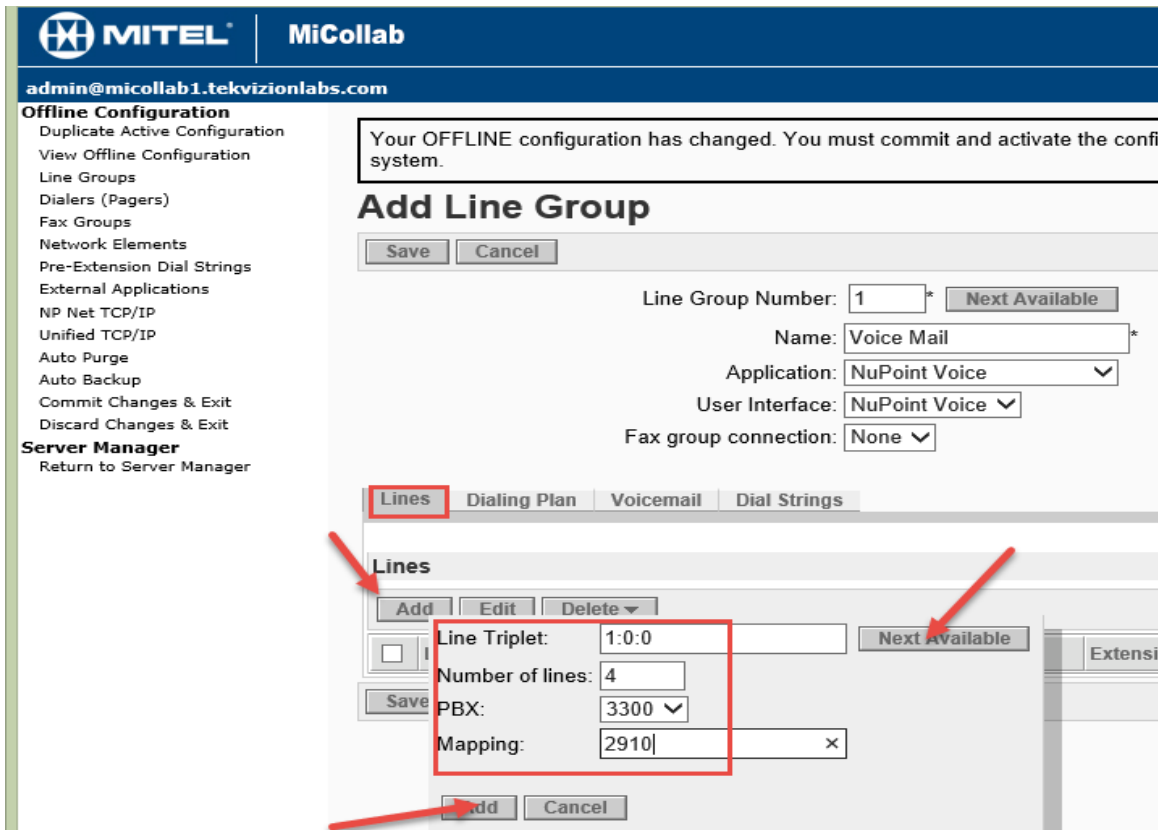 MITEL | MiCollab
admin@micollab1.tekvizionlabs.com
Offline Configuration
Duplicate Active Configuration
View Offline Configuration
Line Groups
Dialers (Pagers)
Fax Groups
Network Elements
Pre-Extension Dial Strings
External Applications
NP Net TCP/IP
Unified TCP/IP
Auto Purge
Auto Backup
Commit Changes & Exit
Discard Changes & Exit
Server Manager
Return to Server Manager
Your OFFLINE configuration has changed. You must commit and activate the confi
system.
Add Line Group
Save Cancel
Line Group Number: 1 * Next Available
Name: Voice Mail *
Application: NuPoint Voice
User Interface: NuPoint Voice
Fax group connection: None
Lines Dialing Plan Voicemail Dial Strings
Lines
Add Edit Delete
Line Triplet: 1:0:0 Next Available
Extensi
Number of lines: 4
Save
PBX: 3300
Mapping: 2910 ×
Add Cancel